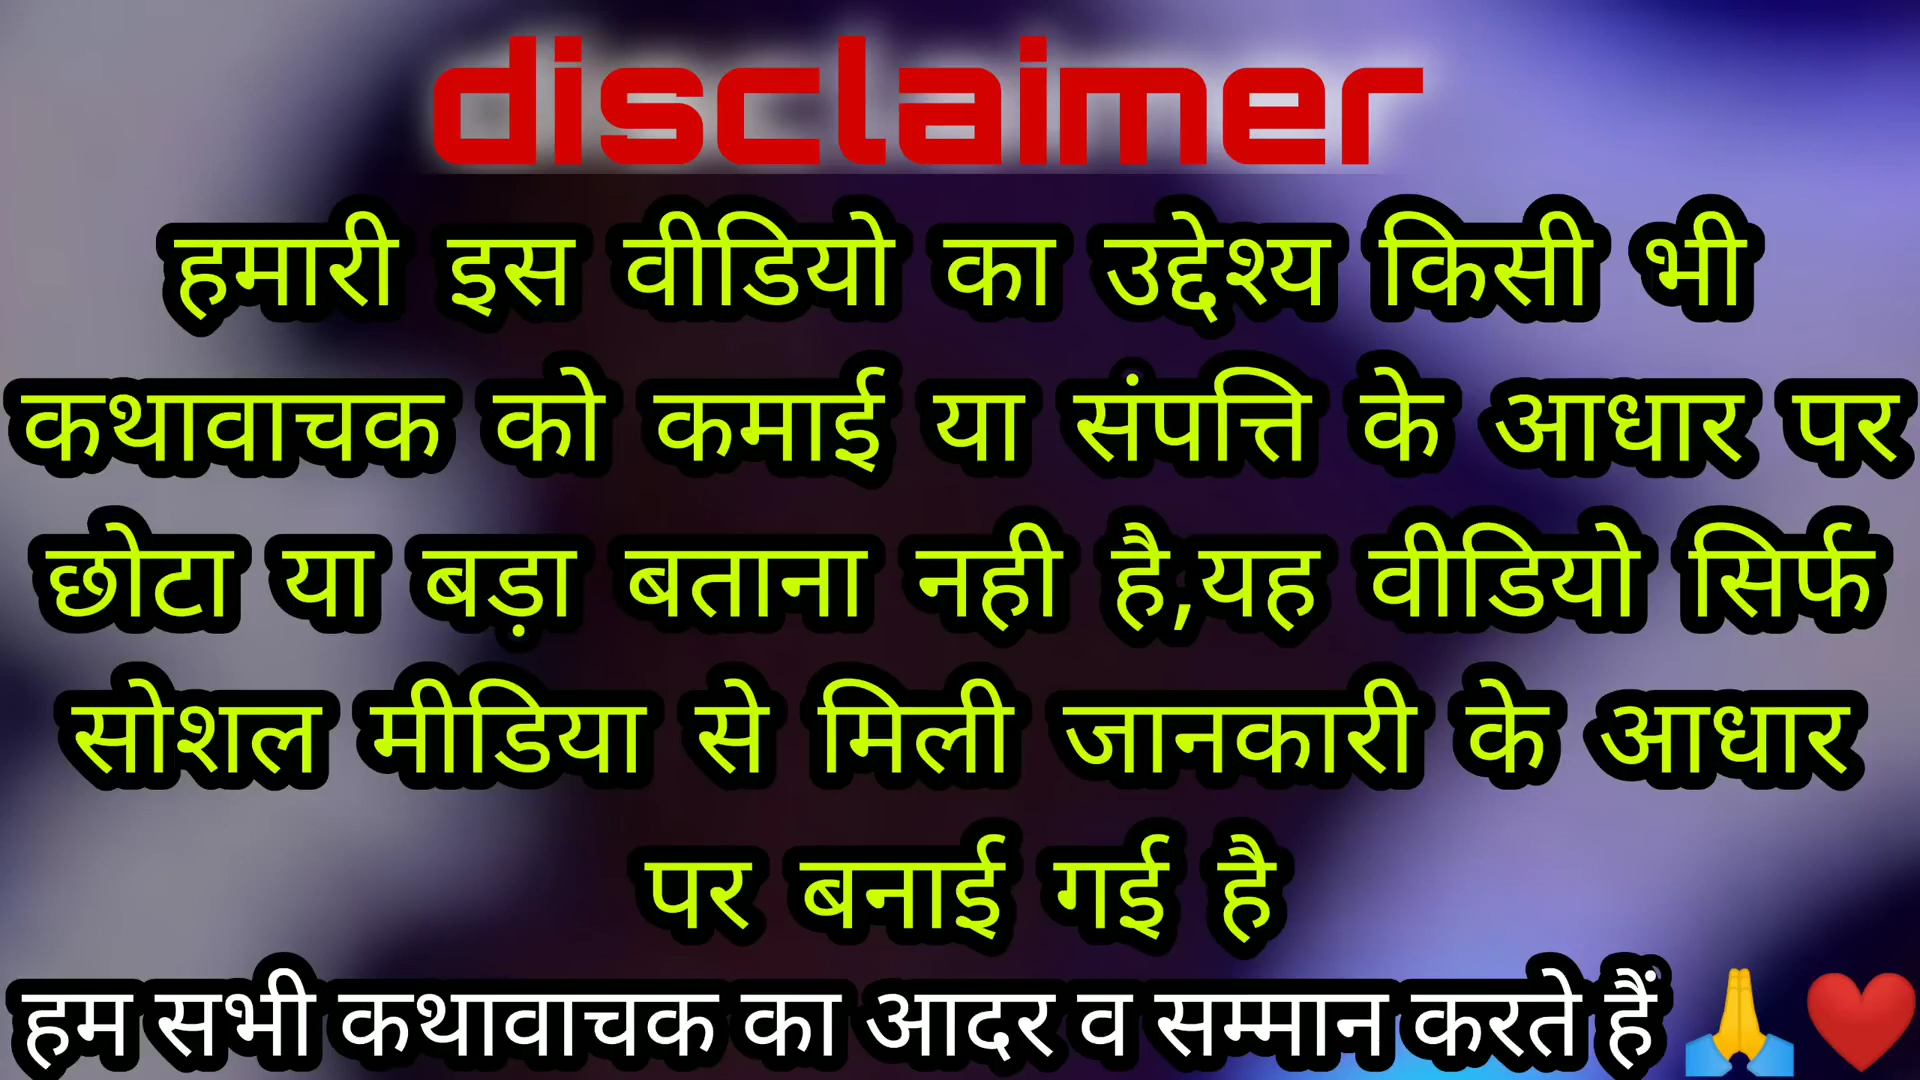 disclaimer
हमारी इस वीडियो का उद्देश्य किसी भी
कथावाचक को कमाई या संपत्ति के आधार पर
छोटा या बड़ा बताना नही है,यह वीडियो सिर्फ
सोशल मीडिया से मिली जानकारी के आधार
पर बनाई गई है
हम सभी कथावाचक का आदर व सम्मान करते हैं 🙏❤️